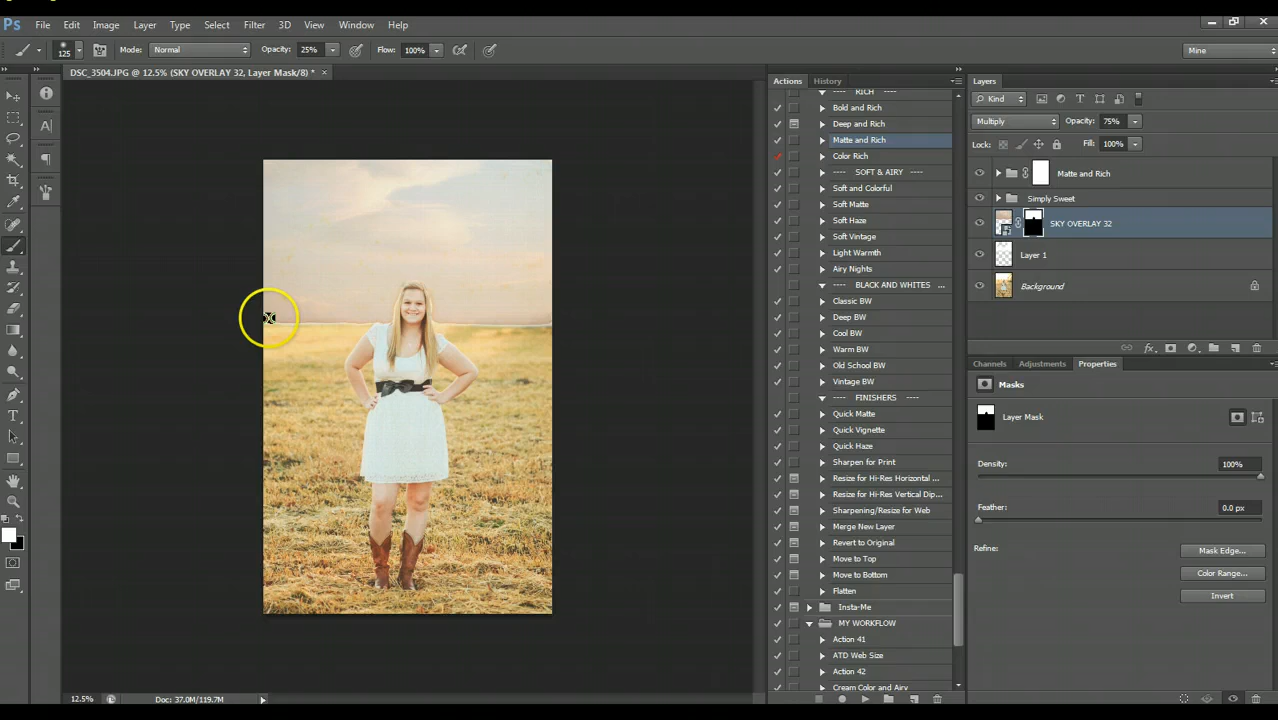 Ps File Edit Image Layer Type Select Filter 3D View Window Help
125 Mode: Normal Opacity: 25% Flow: 100% Mine
DSC_3504.JPG @ 12.5% (SKY OVERLAY 32, Layer Mask/8) * ×
Actions History
---- RICH ----
Bold and Rich
Deep and Rich
Matte and Rich
Color Rich
---- SOFT & AIRY ----
Soft and Colorful
Soft Matte
Soft Haze
Soft Vintage
Light Warmth
Airy Nights
---- BLACK AND WHITES ...
Classic BW
Deep BW
Cool BW
Warm BW
Old School BW
Vintage BW
---- FINISHERS ----
Quick Matte
Quick Vignette
Quick Haze
Sharpen for Print
Resize for Hi-Res Horizontal ...
Resize for Hi-Res Vertical Dip...
Sharpening/Resize for Web
Merge New Layer
Revert to Original
Move to Top
Move to Bottom
Flatten
Insta-Me
MY WORKFLOW
Action 41
ATD Web Size
Action 42
Cream Color and Airy
Layers
Kind
Multiply Opacity: 75%
Lock: Fill: 100%
Matte and Rich
Simply Sweet
SKY OVERLAY 32
Layer 1
Background
Channels Adjustments Properties
Masks
Layer Mask
Density: 100%
Feather: 0.0 px
Refine: Mask Edge...
Color Range...
Invert
12.5% Doc: 37.0M/119.7M